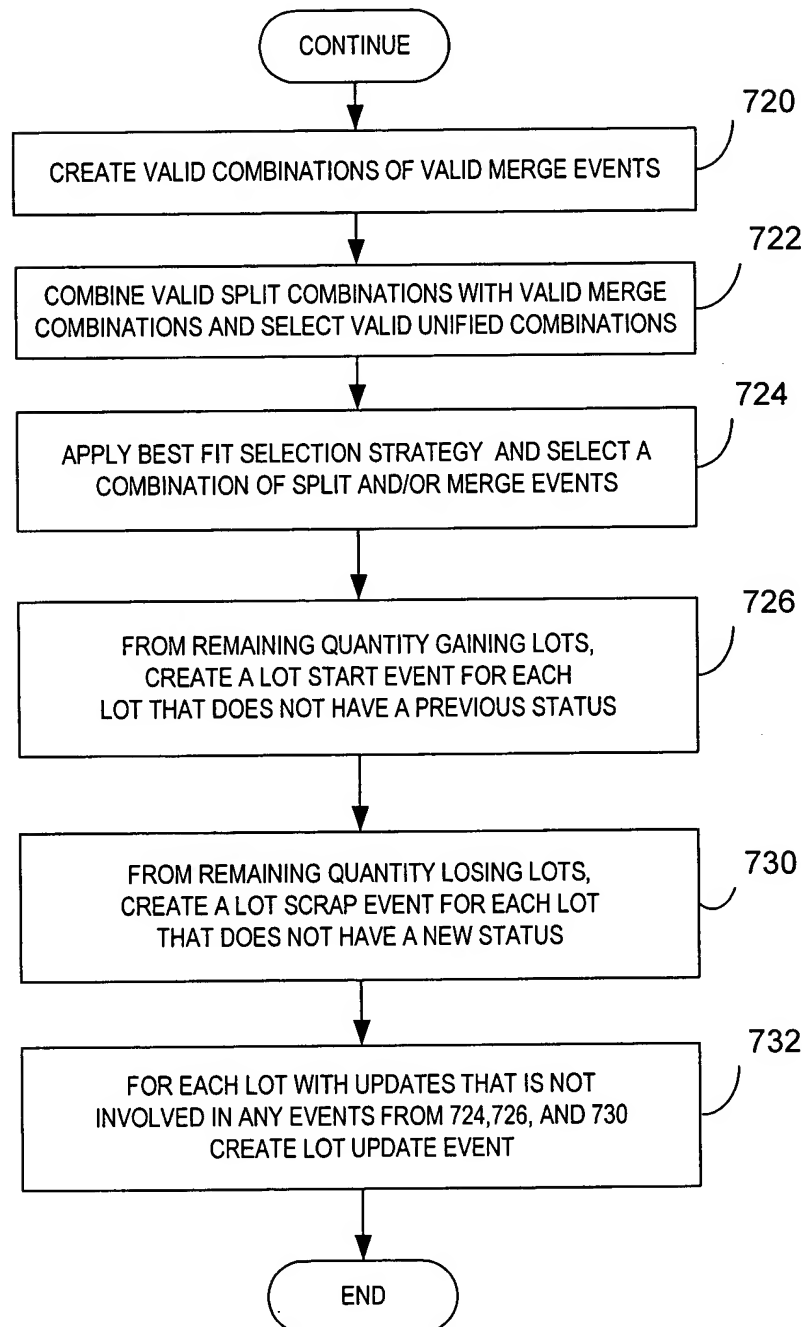 CONTINUE
720
CREATE VALID COMBINATIONS OF VALID MERGE EVENTS
722
COMBINE VALID SPLIT COMBINATIONS WITH VALID MERGE
COMBINATIONS AND SELECT VALID UNIFIED COMBINATIONS
724
APPLY BEST FIT SELECTION STRATEGY AND SELECT A
COMBINATION OF SPLIT AND/OR MERGE EVENTS
726
FROM REMAINING QUANTITY GAINING LOTS,
CREATE A LOT START EVENT FOR EACH
LOT THAT DOES NOT HAVE A PREVIOUS STATUS
730
FROM REMAINING QUANTITY LOSING LOTS,
CREATE A LOT SCRAP EVENT FOR EACH LOT
THAT DOES NOT HAVE A NEW STATUS
732
FOR EACH LOT WITH UPDATES THAT IS NOT
INVOLVED IN ANY EVENTS FROM 724,726, AND 730
CREATE LOT UPDATE EVENT
END